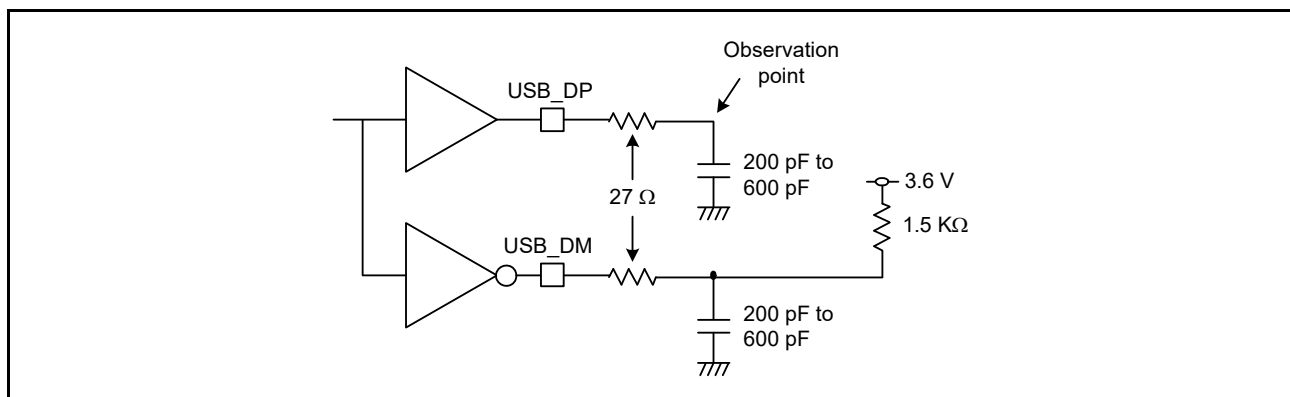 Observation
point
USB_DP
200 pF to
600 pF
3.6 V
27 Ω
1.5 KΩ
USB_DM
200 pF to
600 pF